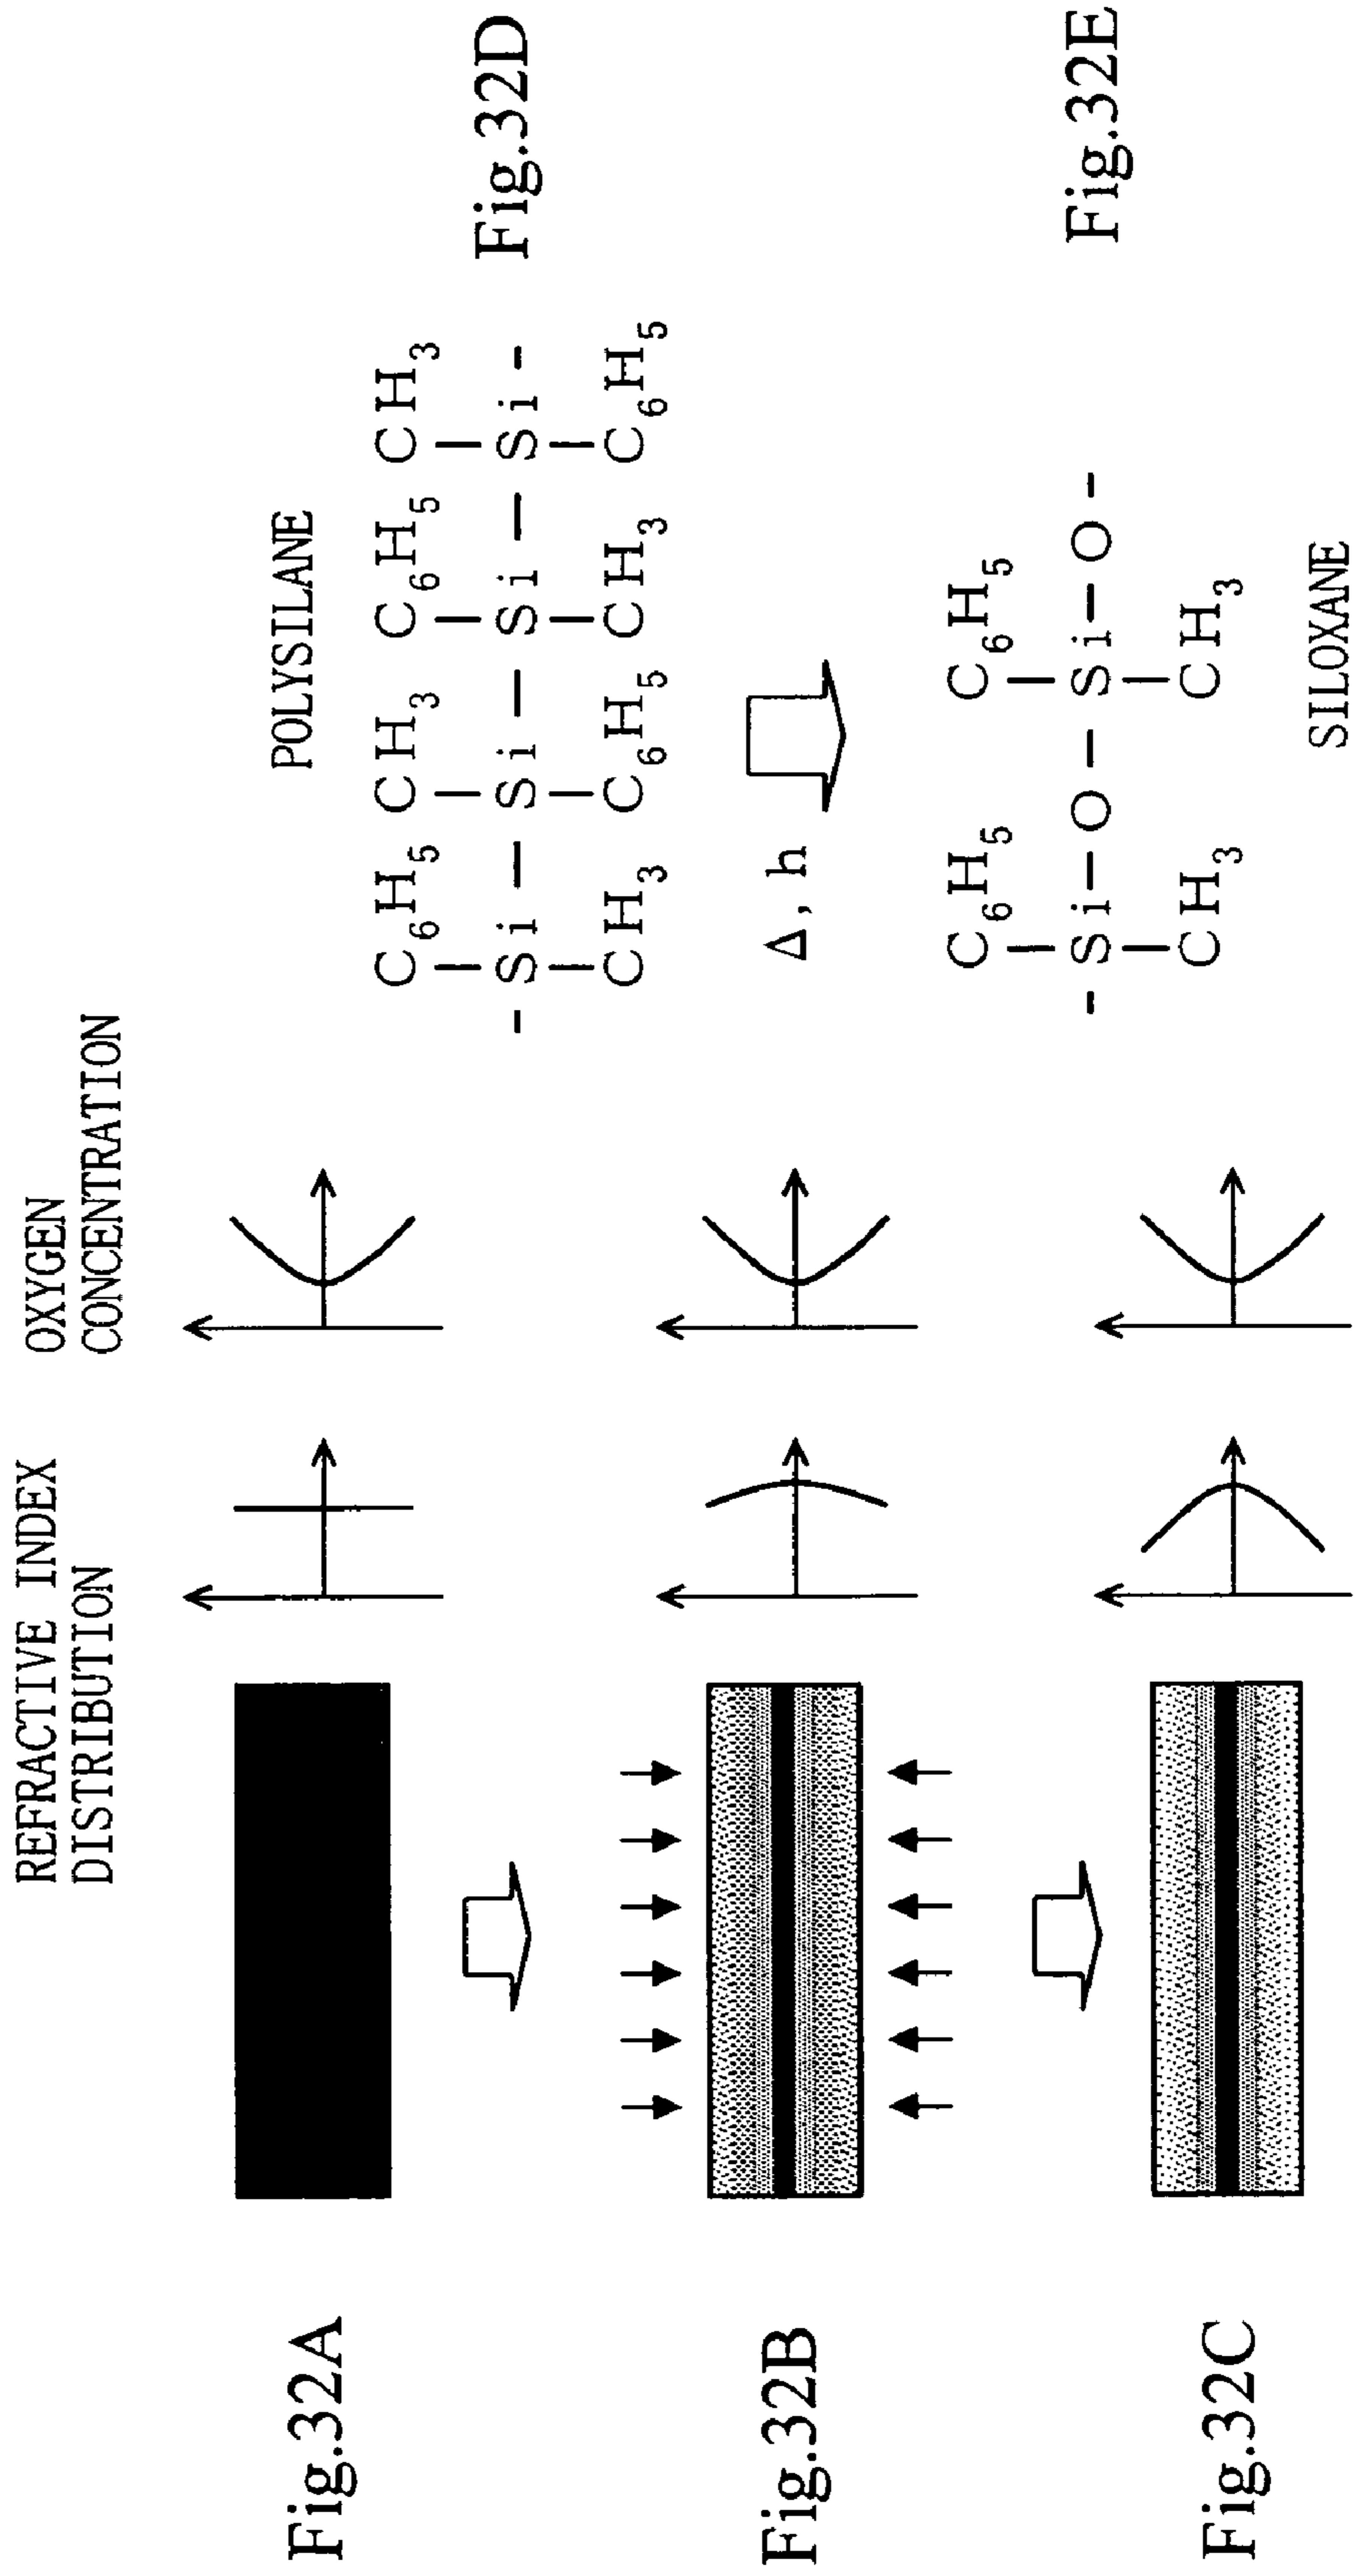 REFRACTIVE INDEX
DISTRIBUTION
OXYGEN
CONCENTRATION
Fig.32A
Fig.32B
Fig.32C
POLYSILANE
C6H5 CH3 C6H5 CH3
- Si — Si — Si — Si -
CH3 C6H5 CH3 C6H5
Fig.32D
Δ, h
C6H5 C6H5
- Si — O — Si — O -
CH3 CH3
SILOXANE
Fig.32E